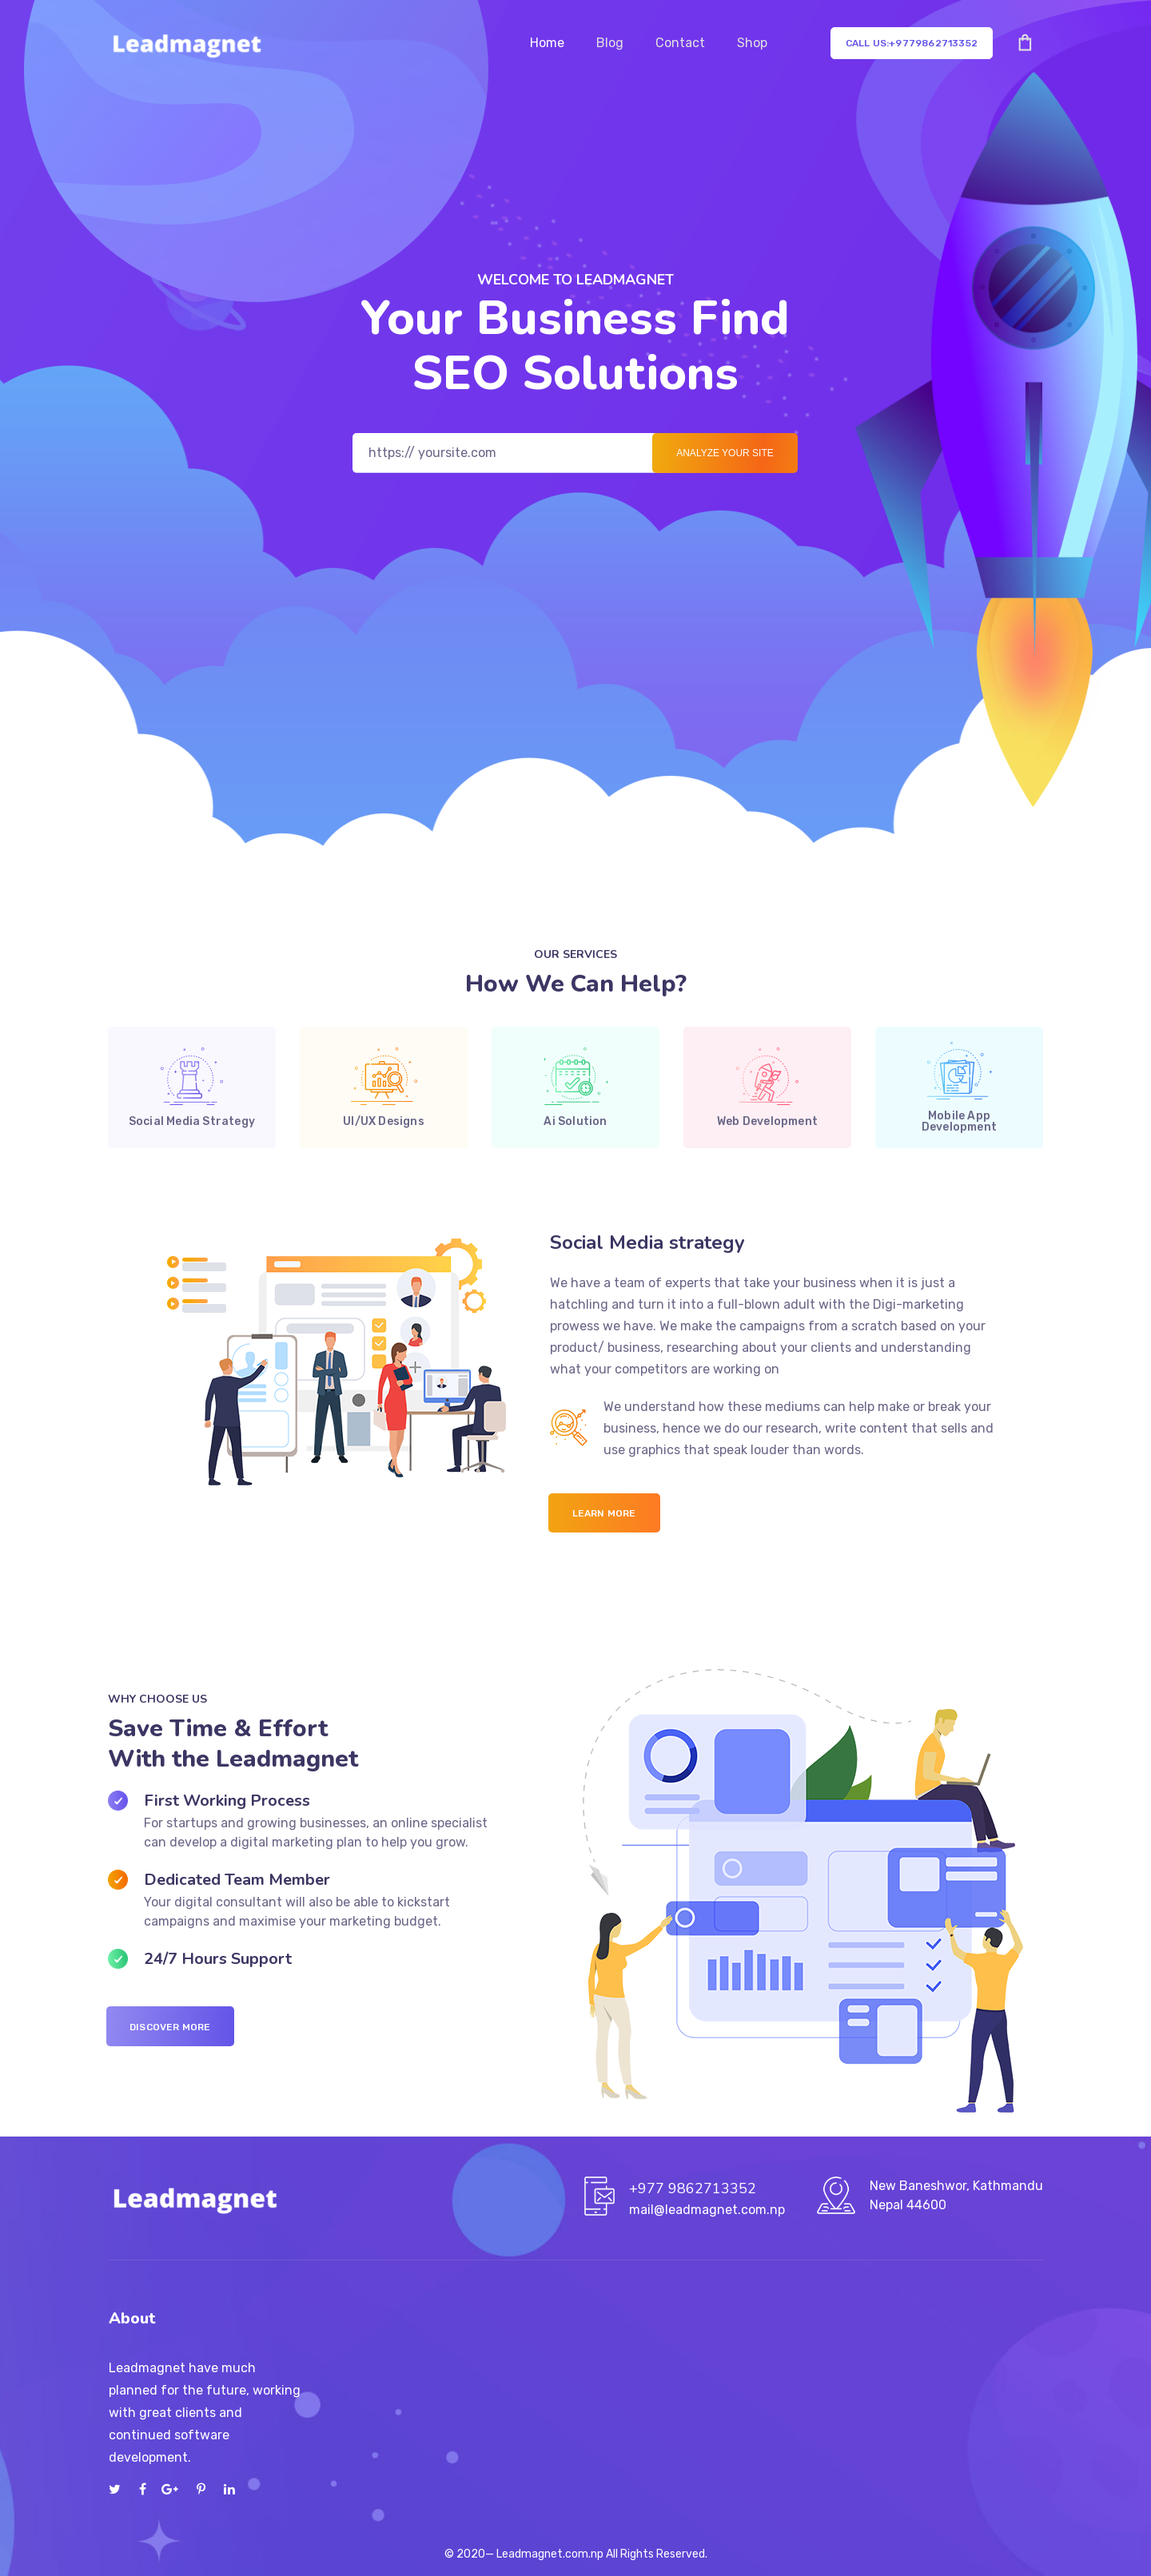 Leadmagnet
Home Blog Contact Shop
CALL US:+9779862713352
WELCOME TO LEADMAGNET
Your Business Find
SEO Solutions
https:// yoursite.com
ANALYZE YOUR SITE
OUR SERVICES
How We Can Help?
Social Media Strategy
UI/UX Designs
Ai Solution
Web Development
Mobile App
Development
Social Media strategy
We have a team of experts that take your business when it is just a
hatchling and turn it into a full-blown adult with the Digi-marketing
prowess we have. We make the campaigns from a scratch based on your
product/ business, researching about your clients and understanding
what your competitors are working on
We understand how these mediums can help make or break your
business, hence we do our research, write content that sells and
use graphics that speak louder than words.
LEARN MORE
WHY CHOOSE US
Save Time & Effort
With the Leadmagnet
First Working Process
For startups and growing businesses, an online specialist
can develop a digital marketing plan to help you grow.
Dedicated Team Member
Your digital consultant will also be able to kickstart
campaigns and maximise your marketing budget.
24/7 Hours Support
DISCOVER MORE
Leadmagnet
+977 9862713352
mail@leadmagnet.com.np
New Baneshwor, Kathmandu
Nepal 44600
About
Leadmagnet have much
planned for the future, working
with great clients and
continued software
development.
© 2020— Leadmagnet.com.np All Rights Reserved.